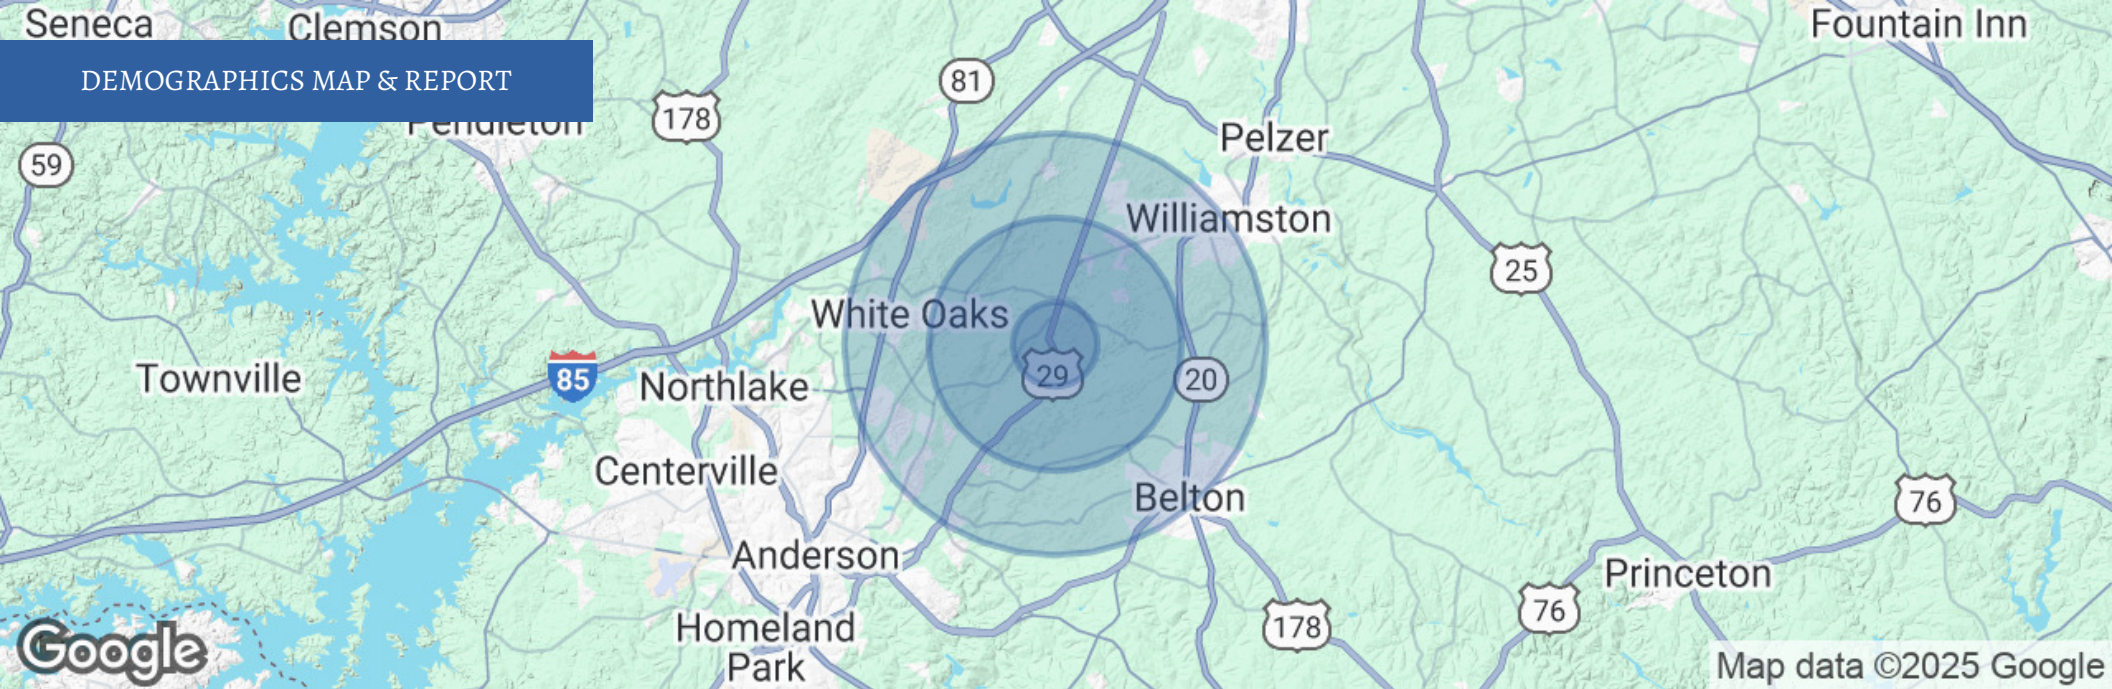 Seneca
Clemson
Fountain Inn
DEMOGRAPHICS MAP & REPORT
81
178
Pendleton
Pelzer
59
Williamston
25
White Oaks
85
Townville
Northlake
29
20
Centerville
Belton
76
Anderson
Princeton
76
Homeland
Park
178
Google
Map data ©2025 Google